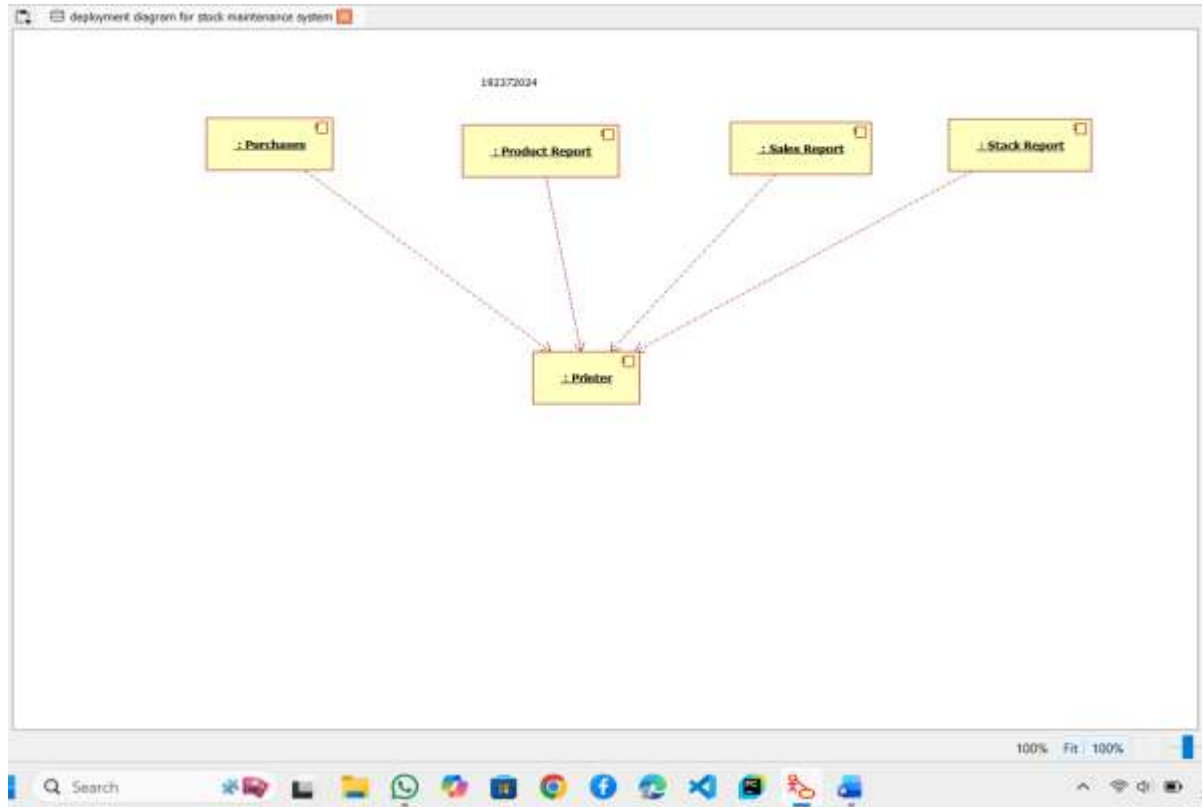 deployment diagram for stock maintenance system
192372024
: Purchases
: Product Report
: Sales Report
: Stack Report
: Printer
100% Fit 100%
Search